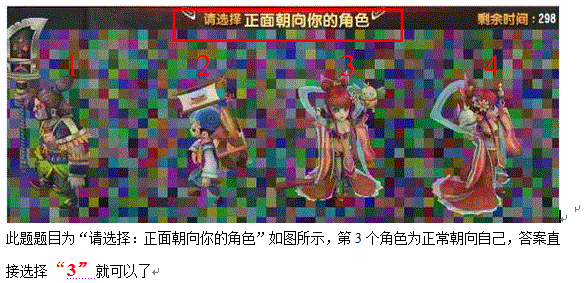 请选择 正面朝向你的角色 剩余时间：298
1 2 3 4
此题题目为“请选择：正面朝向你的角色”如图所示，第 3 个角色为正常朝向自己，答案直
接选择 “3” 就可以了